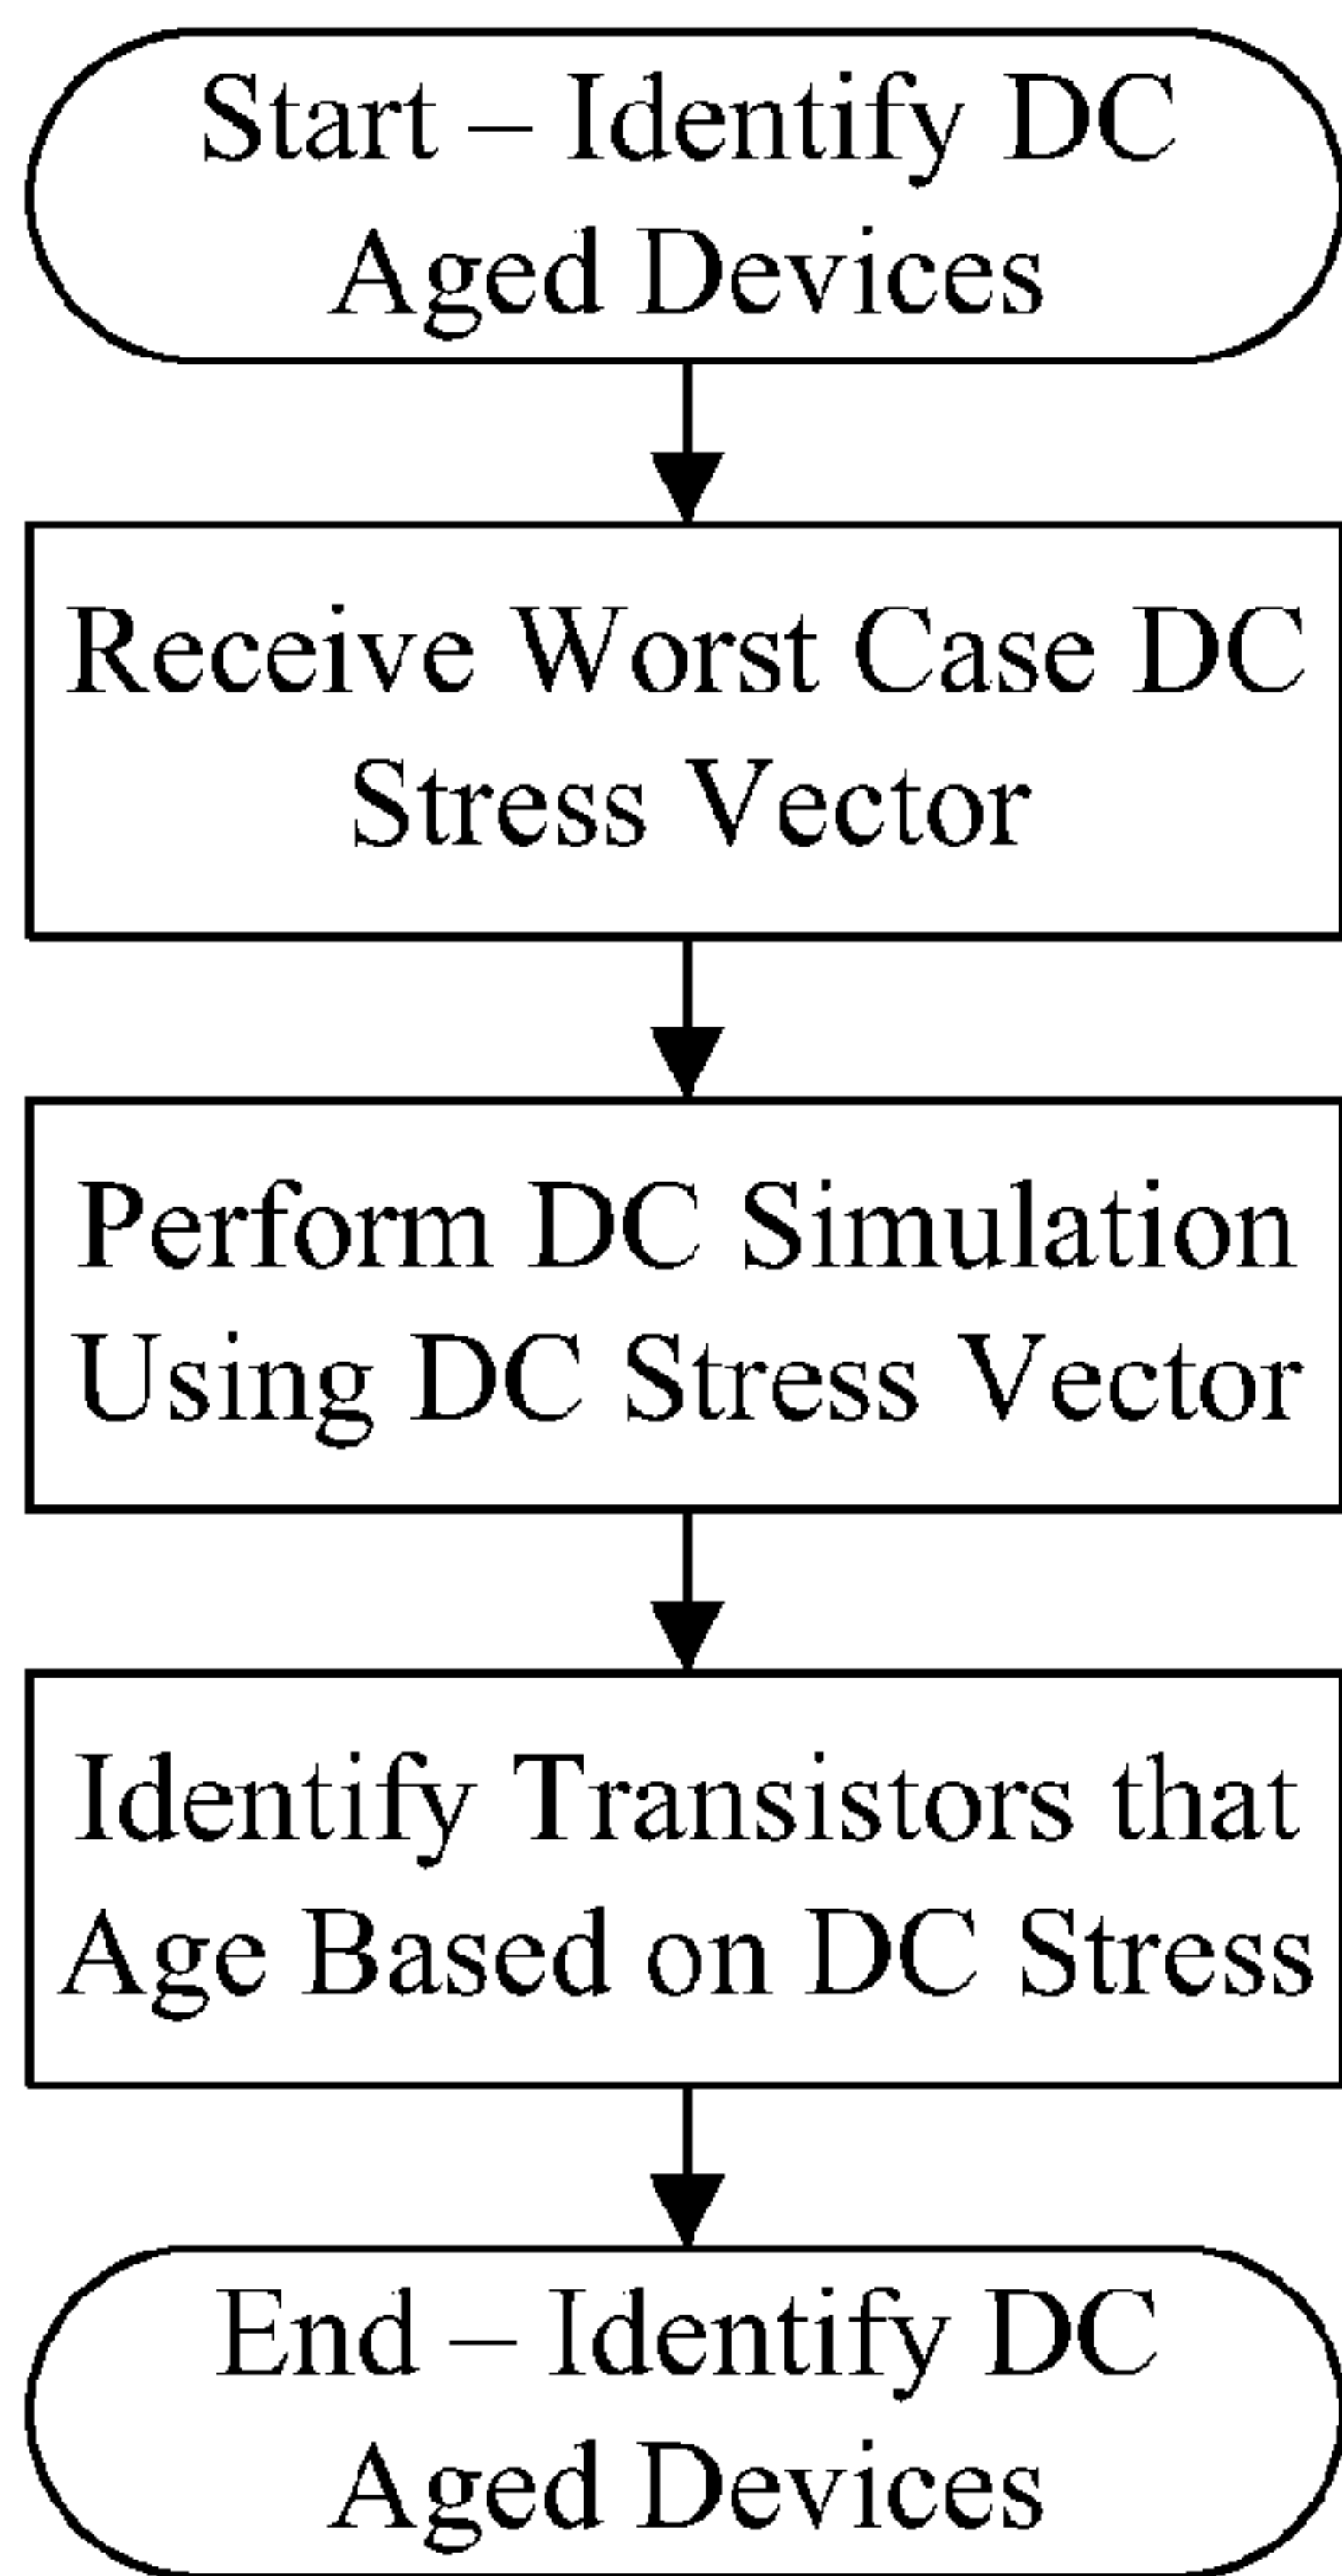 Start – Identify DC
Aged Devices
Receive Worst Case DC
Stress Vector
Perform DC Simulation
Using DC Stress Vector
Identify Transistors that
Age Based on DC Stress
End – Identify DC
Aged Devices